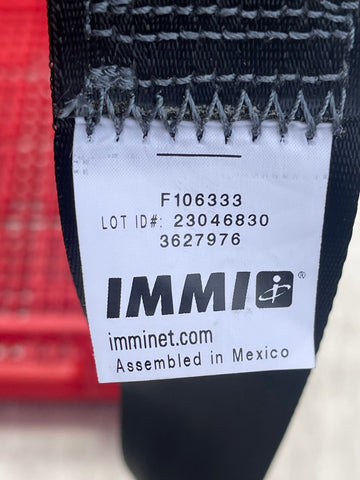 F106333
LOT ID#: 23046830
3627976
IMMI®
imminet.com
Assembled in Mexico